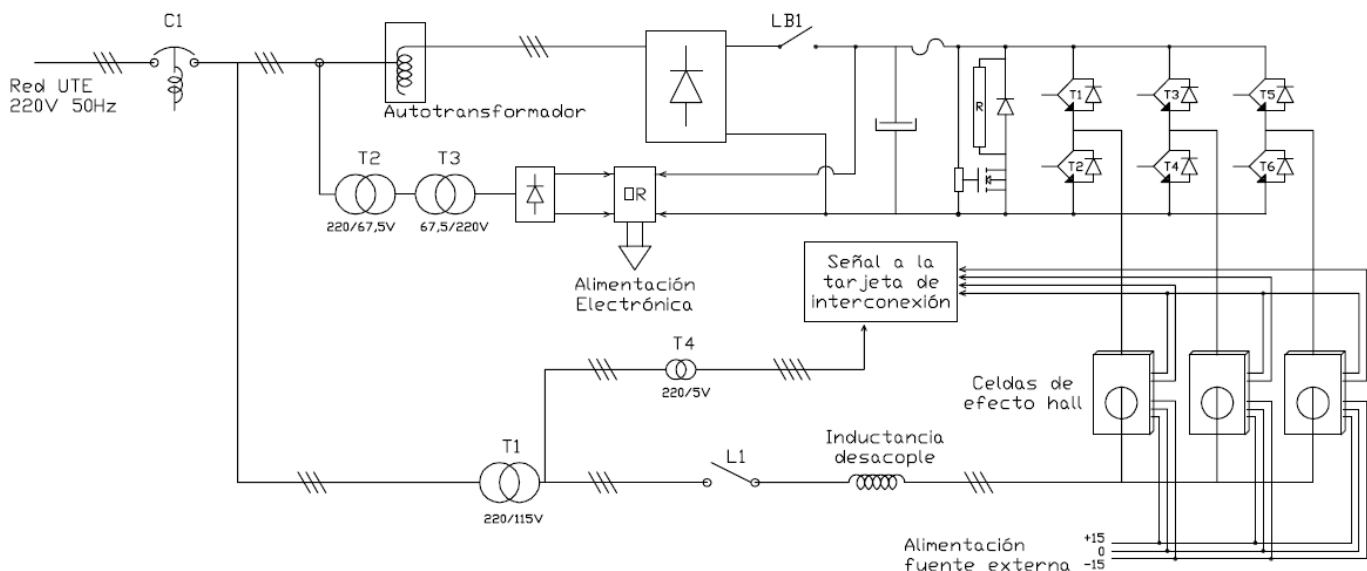 C1
LB1
Red UTE
220V 50Hz
Autotransformador
T2
T3
220/67,5V
67,5/220V
OR
Alimentación
Electrónica
R
T1
T3
T5
T2
T4
T6
Señal a la
tarjeta de
interconexión
T4
220/5V
Celdas de
efecto hall
T1
220/115V
L1
Inductancia
desacople
Alimentación
fuente externa
+15
0
-15